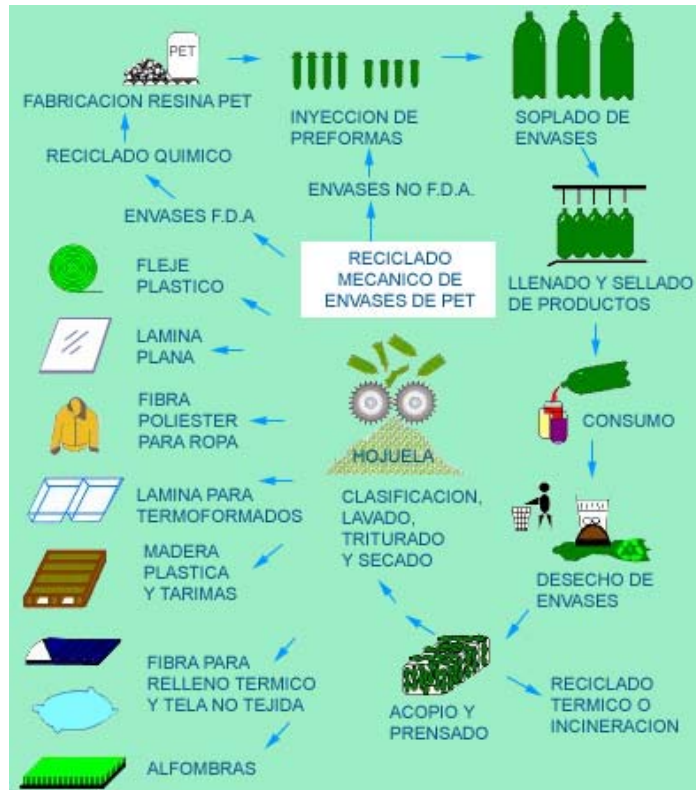 PET
FABRICACION RESINA PET
INYECCION DE
PREFORMAS
SOPLADO DE
ENVASES
RECICLADO QUIMICO
ENVASES F.D.A
ENVASES NO F.D.A.
RECICLADO
MECANICO DE
ENVASES DE PET
LLENADO Y SELLADO
DE PRODUCTOS
FLEJE
PLASTICO
LAMINA
PLANA
FIBRA
POLIESTER
PARA ROPA
HOJUELA
CONSUMO
LAMINA PARA
TERMOFORMADOS
CLASIFICACION,
LAVADO,
TRITURADO
Y SECADO
MADERA
PLASTICA
Y TARIMAS
DESECHO DE
ENVASES
FIBRA PARA
RELLENO TERMICO
Y TELA NO TEJIDA
ACOPIO Y
PRENSADO
RECICLADO
TERMICO O
INCINERACION
ALFOMBRAS